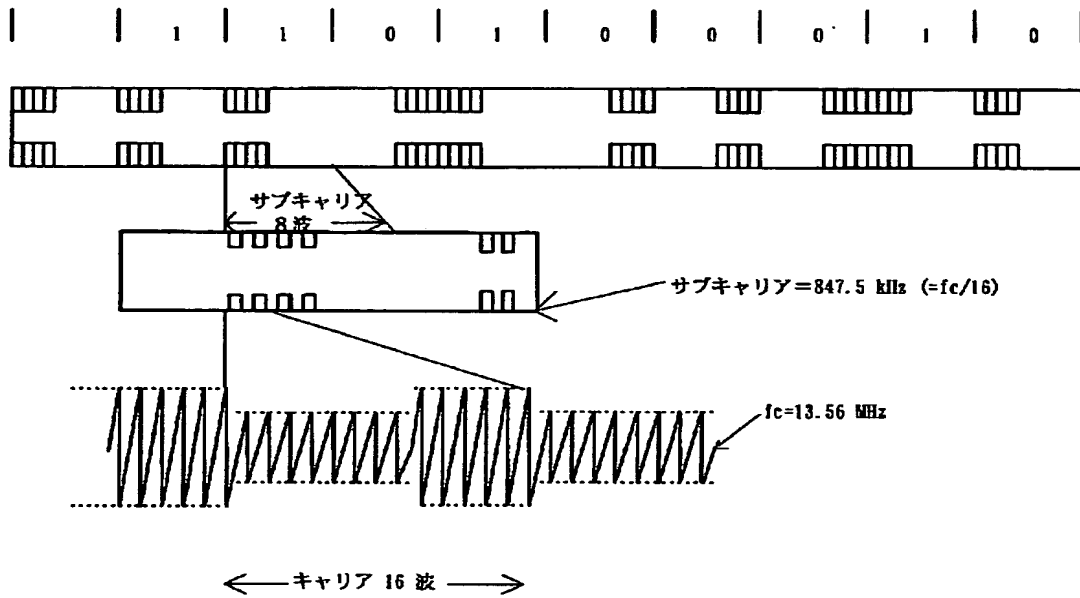 1 1 0 1 0 0 0 1 0
サブキャリア
8波
サブキャリア=847.5 kHz (=fc/16)
fc=13.56 MHz
キャリア 16 波